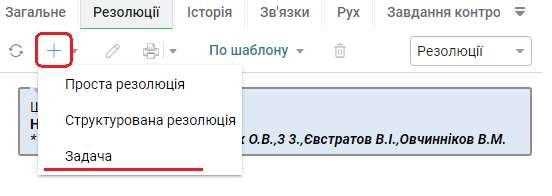 Загальне Резолюції Історія Зв'язки Рух Завдання контро
По шаблону Резолюції
Проста резолюція
Структурована резолюція
Задача
О.В.,З З.,Євстратов В.І.,Овчинніков В.М.